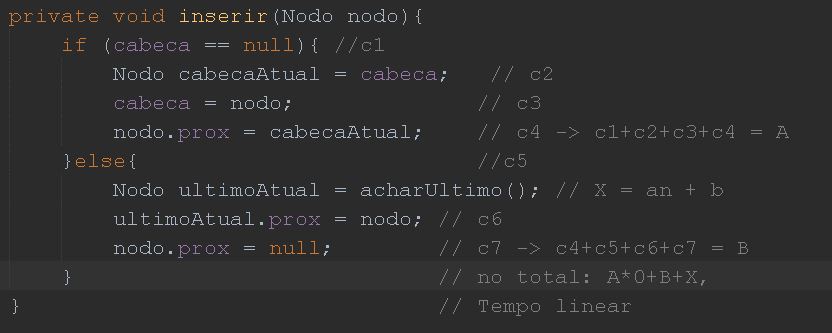 private void inserir(Nodo nodo){
if (cabeca == null){ //c1
Nodo cabecaAtual = cabeca; // c2
cabeca = nodo; // c3
nodo.prox = cabecaAtual; // c4 -> c1+c2+c3+c4 = A
}else{ //c5
Nodo ultimoAtual = acharUltimo(); // X = an + b
ultimoAtual.prox = nodo; // c6
nodo.prox = null; // c7 -> c4+c5+c6+c7 = B
} // no total: A*0+B+X,
} // Tempo linear